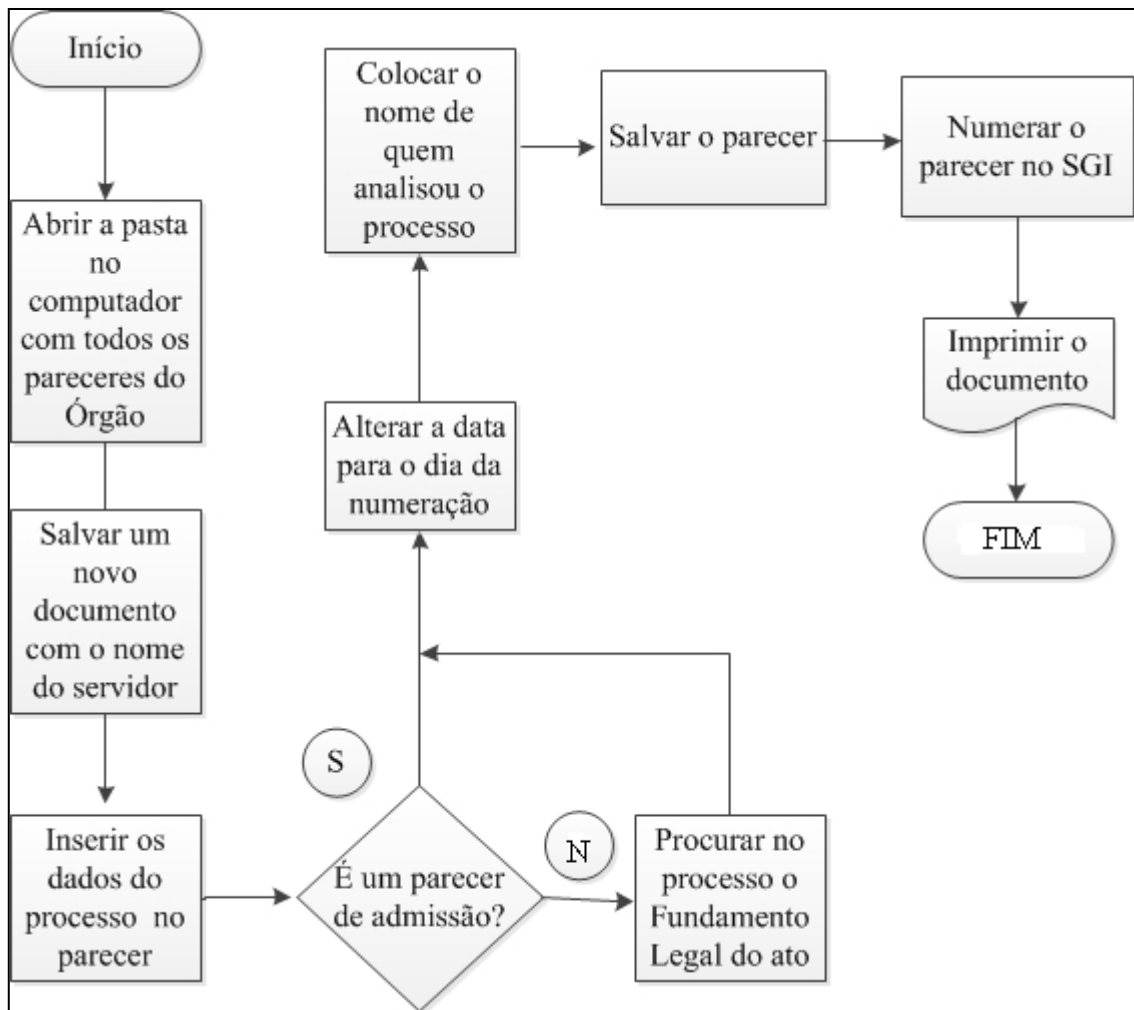 Início
Abrir a pasta
no
computador
com todos os
pareceres do
Órgão
Salvar um
novo
documento
com o nome
do servidor
Inserir os
dados do
processo no
parecer
É um parecer
de admissão?
S
N
Procurar no
processo o
Fundamento
Legal do ato
Alterar a data
para o dia da
numeração
Colocar o
nome de
quem
analisou o
processo
Salvar o parecer
Numerar o
parecer no SGI
Imprimir o
documento
FIM